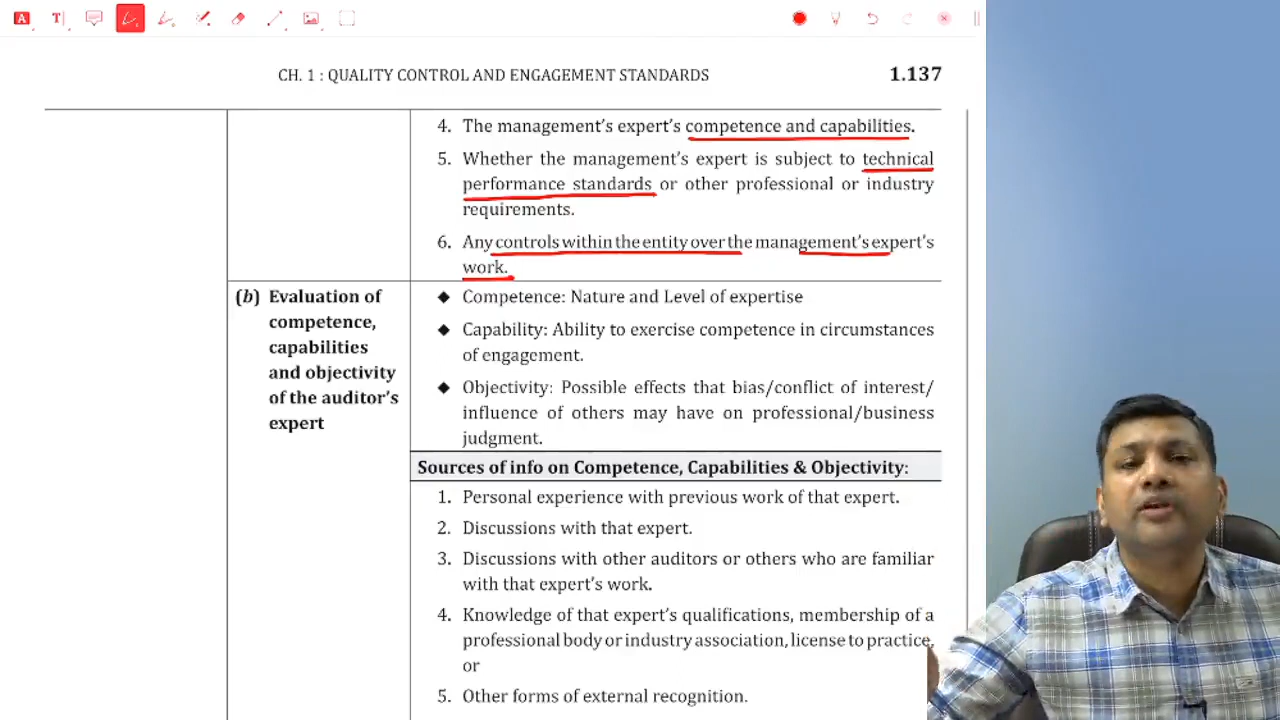 CH. 1 : QUALITY CONTROL AND ENGAGEMENT STANDARDS 1.137
4. The management's expert's competence and capabilities.
5. Whether the management's expert is subject to technical
performance standards or other professional or industry
requirements.
6. Any controls within the entity over the management's expert's
work.
(b) Evaluation of
competence,
capabilities
and objectivity
of the auditor's
expert
◆ Competence: Nature and Level of expertise
◆ Capability: Ability to exercise competence in circumstances
of engagement.
◆ Objectivity: Possible effects that bias/conflict of interest/
influence of others may have on professional/business
judgment.
Sources of info on Competence, Capabilities & Objectivity:
1. Personal experience with previous work of that expert.
2. Discussions with that expert.
3. Discussions with other auditors or others who are familiar
with that expert's work.
4. Knowledge of that expert's qualifications, membership of a
professional body or industry association, license to practice,
or
5. Other forms of external recognition.